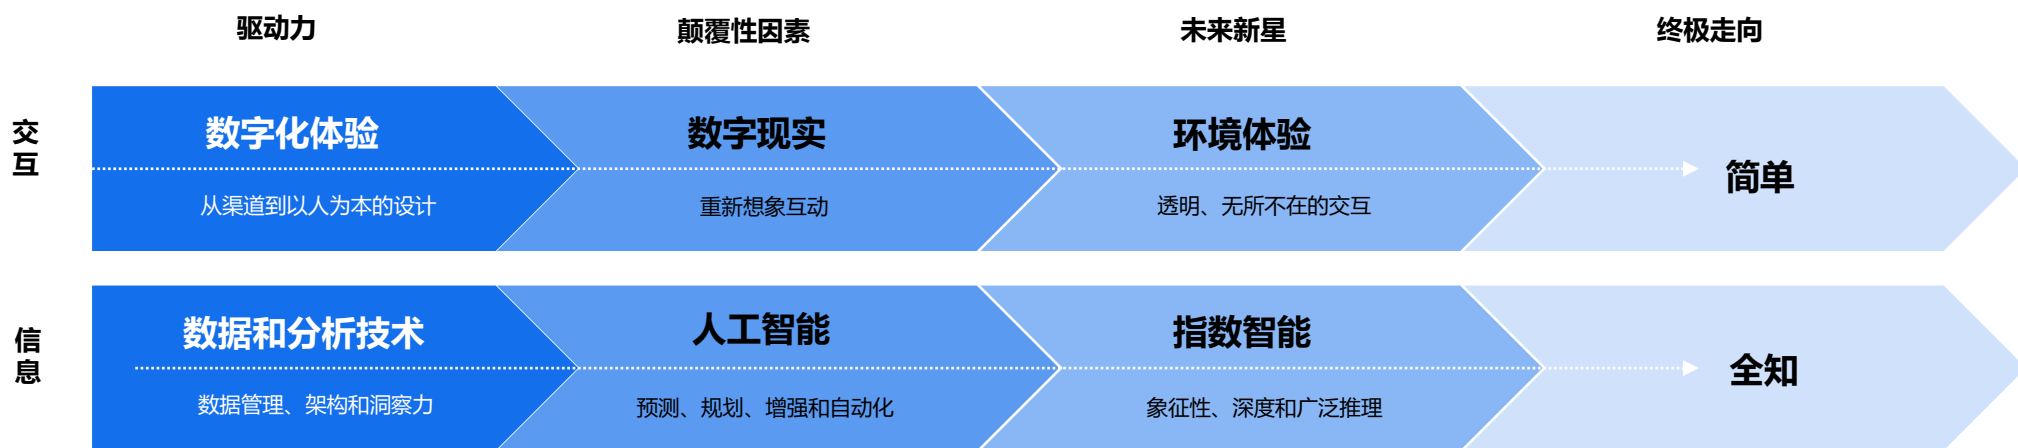 驱动力
颠覆性因素
未来新星
终极走向
交互
数字化体验
数字现实
环境体验
简单
从渠道到以人为本的设计
重新想象互动
透明、无所不在的交互
信息
数据和分析技术
人工智能
指数智能
全知
数据管理、架构和洞察力
预测、规划、增强和自动化
象征性、深度和广泛推理